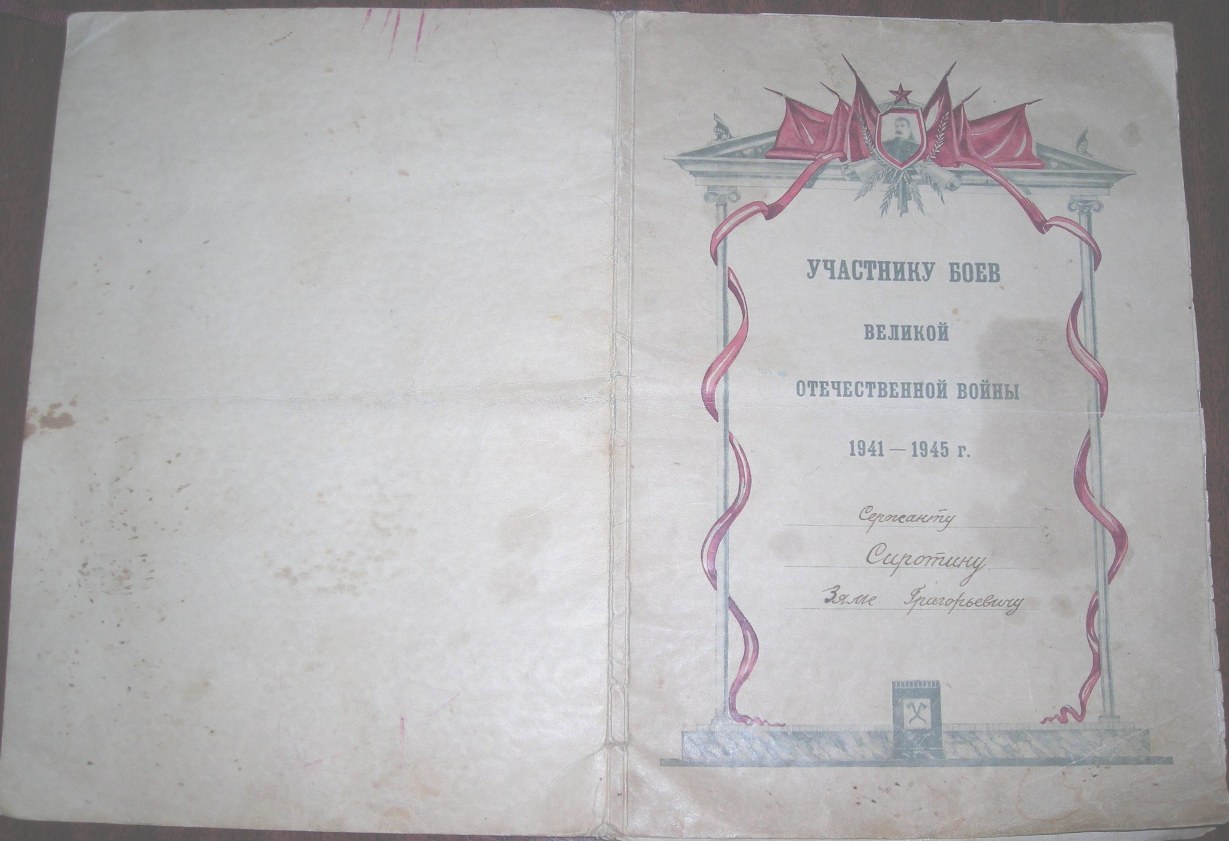 УЧАСТНИКУ БОЕВ
ВЕЛИКОЙ
ОТЕЧЕСТВЕННОЙ ВОЙНЫ
1941 — 1945 г.
Сержанту
Сиротину
Зяме Григорьевичу